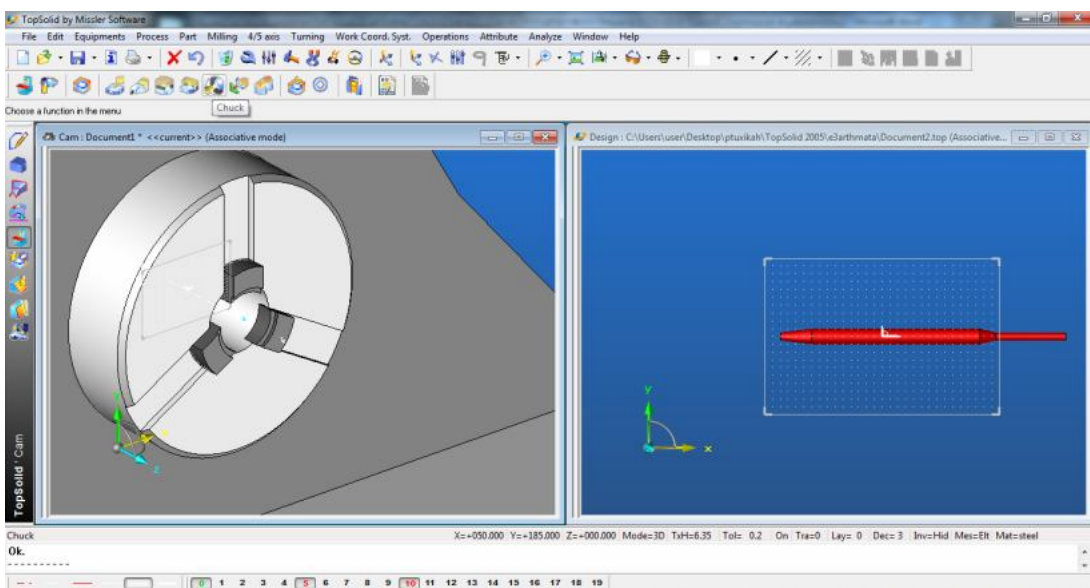 TopSolid by Missler Software
File Edit Equipments Process Part Milling 4/5 axis Turning Work Coord. Syst. Operations Attribute Analyze Window Help
Chuck
Choose a function in the menu
Cam : Document1 * <<current>> (Associative mode)
Design : C:\Users\user\Desktop\ptuxikah\TopSolid 2005\e3arthmata\Document2.top (Associative...
Y
X
Z
Y
X
TopSolid'Cam
Chuck
X=+050.000 Y=+185.000 Z=+000.000 Mode=3D TxH=6.35 Tol= 0.2 On Tra=0 Lay= 0 Dec= 3 Inv=Hid Mes=Elt Mat=steel
Ok.
----------
0 1 2 3 4 5 6 7 8 9 10 11 12 13 14 15 16 17 18 19